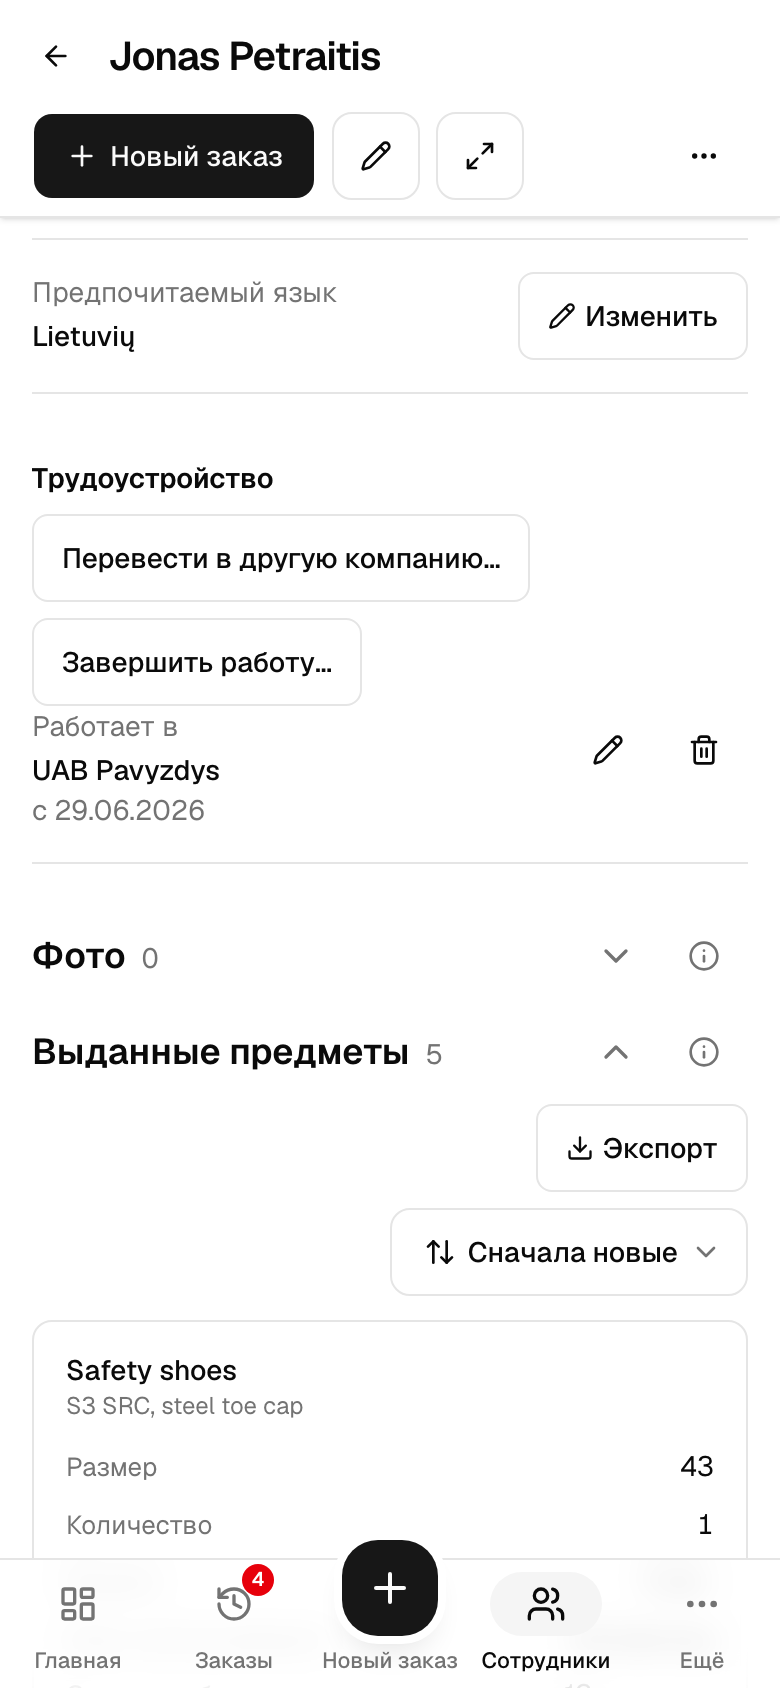 Jonas Petraitis
Новый заказ
Предпочитаемый язык
Lietuvių
Изменить
Трудоустройство
Перевести в другую компанию...
Завершить работу...
Работает в
UAB Pavyzdys
с 29.06.2026
Фото 0
Выданные предметы 5
Экспорт
Сначала новые
Safety shoes
S3 SRC, steel toe cap
Размер 43
Количество 1
4
Главная Заказы Новый заказ Сотрудники Ещё